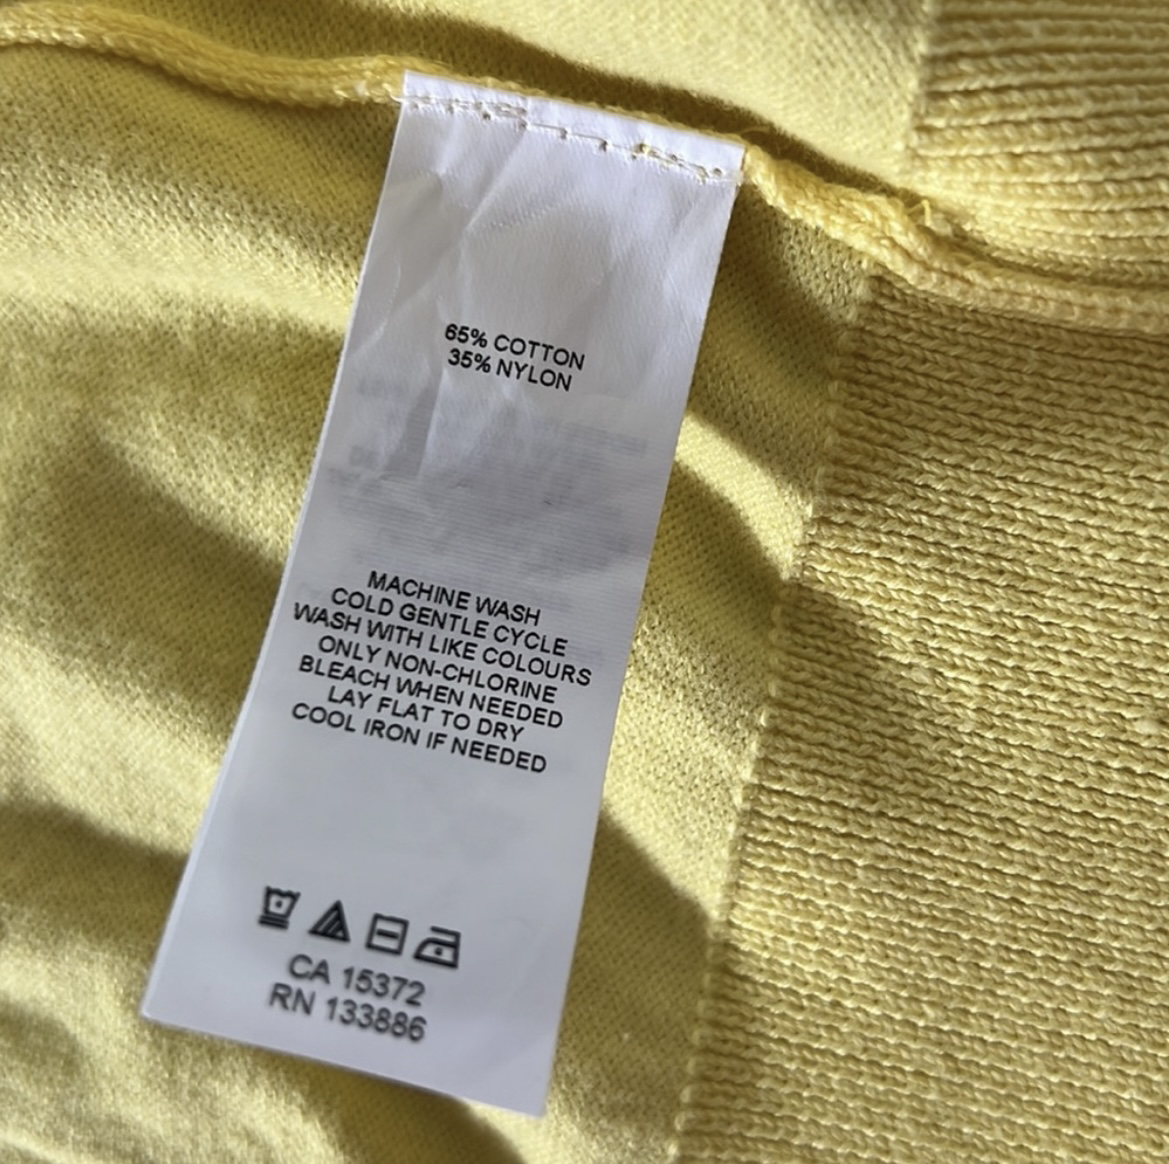 65% COTTON
35% NYLON
MACHINE WASH
COLD GENTLE CYCLE
WASH WITH LIKE COLOURS
ONLY NON-CHLORINE
BLEACH WHEN NEEDED
LAY FLAT TO DRY
COOL IRON IF NEEDED
CA 15372
RN 133886